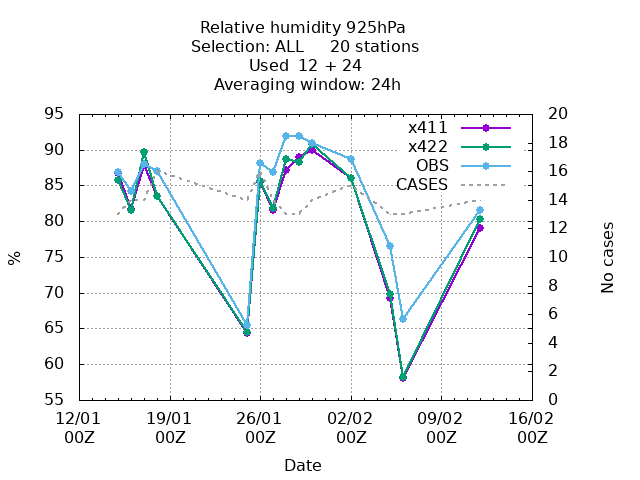 Relative humidity 925hPa
Selection: ALL     20 stations
Used  12 + 24
Averaging window: 24h
95 20
90 18
85 16
80 14
75 12
70 10
65 8
60 6
55 4
2
0
x411
x422
OBS
CASES
%
No cases
12/01 19/01 26/01 02/02 09/02 16/02
00Z 00Z 00Z 00Z 00Z 00Z
Date